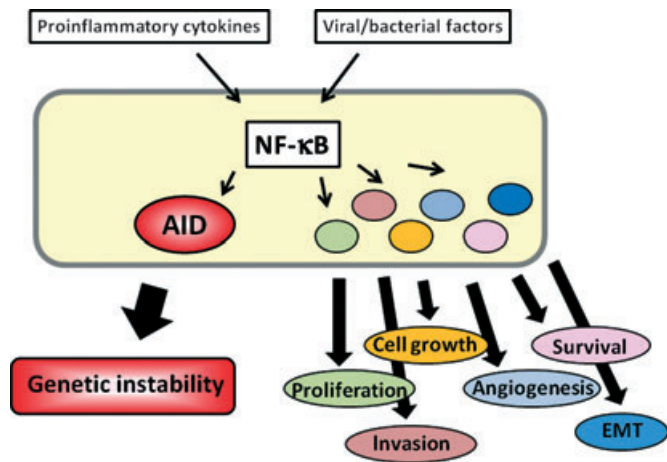 Proinflammatory cytokines
Viral/bacterial factors
NF-κB
AID
Genetic instability
Cell growth
Survival
Proliferation
Angiogenesis
Invasion
EMT